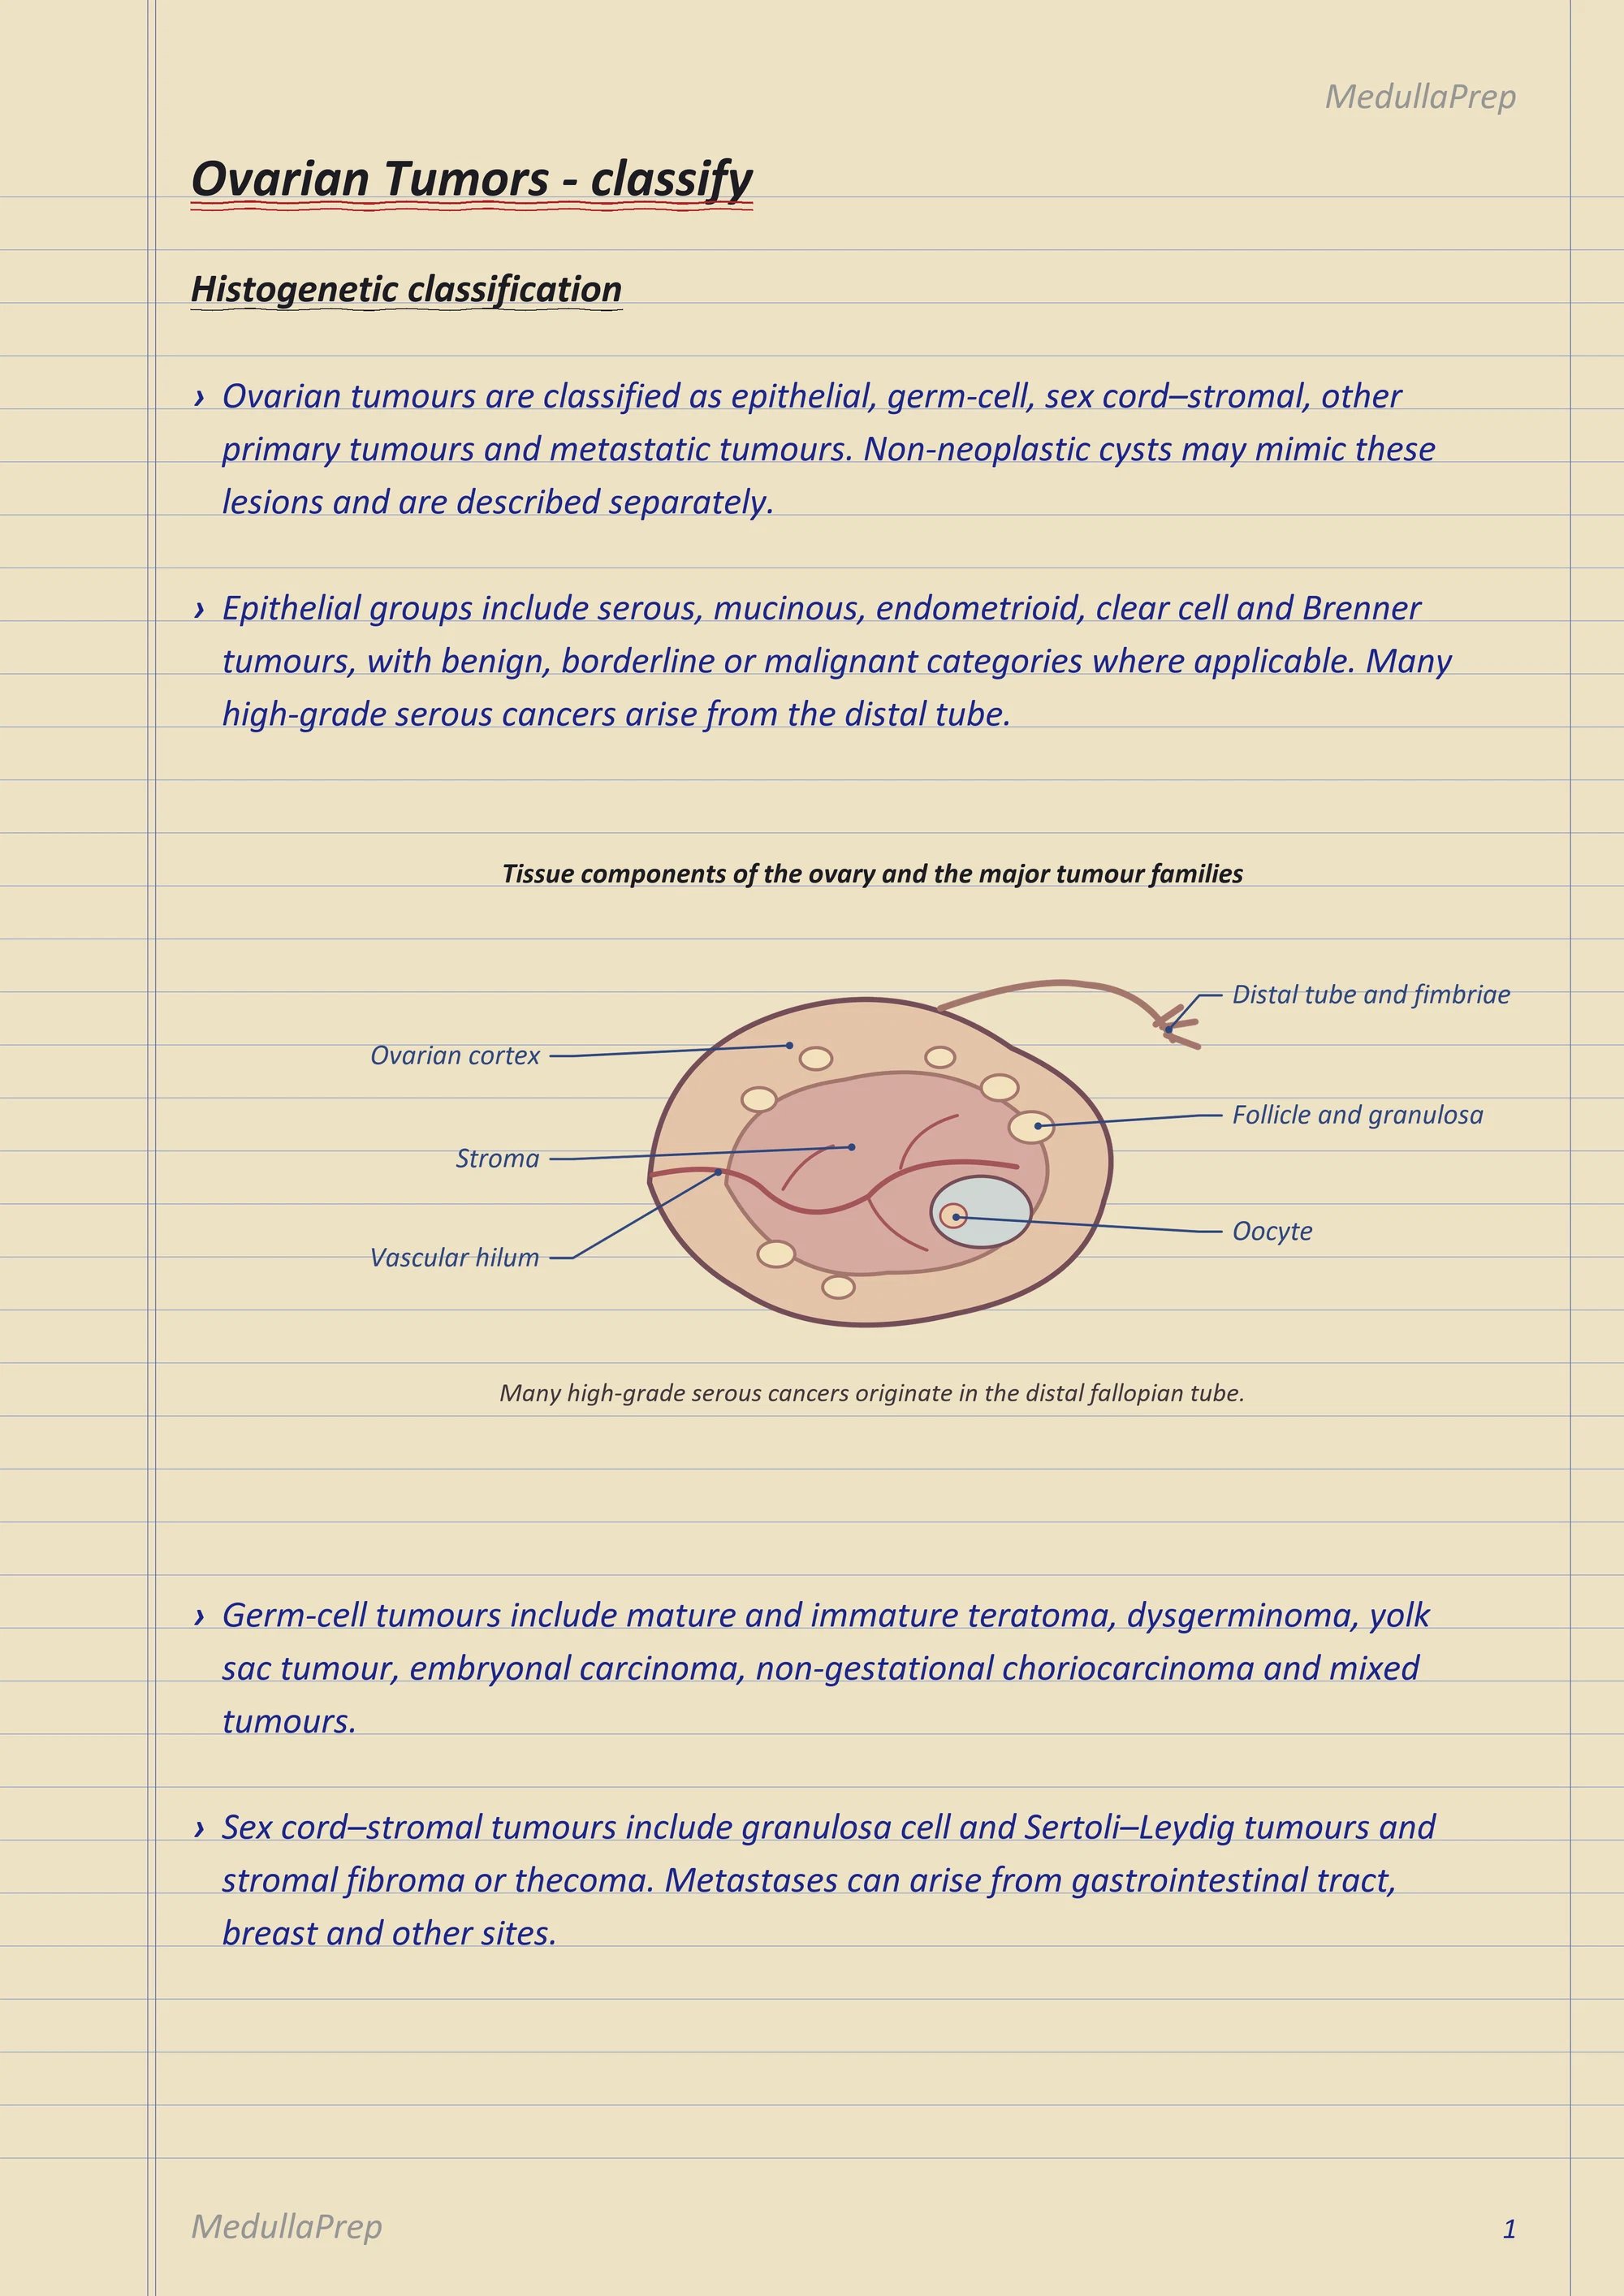 MedullaPrep
Ovarian Tumors - classify
Histogenetic classification
› Ovarian tumours are classified as epithelial, germ-cell, sex cord–stromal, other
primary tumours and metastatic tumours. Non-neoplastic cysts may mimic these
lesions and are described separately.
› Epithelial groups include serous, mucinous, endometrioid, clear cell and Brenner
tumours, with benign, borderline or malignant categories where applicable. Many
high-grade serous cancers arise from the distal tube.
Tissue components of the ovary and the major tumour families
Distal tube and fimbriae
Ovarian cortex
Follicle and granulosa
Stroma
Oocyte
Vascular hilum
Many high-grade serous cancers originate in the distal fallopian tube.
› Germ-cell tumours include mature and immature teratoma, dysgerminoma, yolk
sac tumour, embryonal carcinoma, non-gestational choriocarcinoma and mixed
tumours.
› Sex cord–stromal tumours include granulosa cell and Sertoli–Leydig tumours and
stromal fibroma or thecoma. Metastases can arise from gastrointestinal tract,
breast and other sites.
MedullaPrep
1